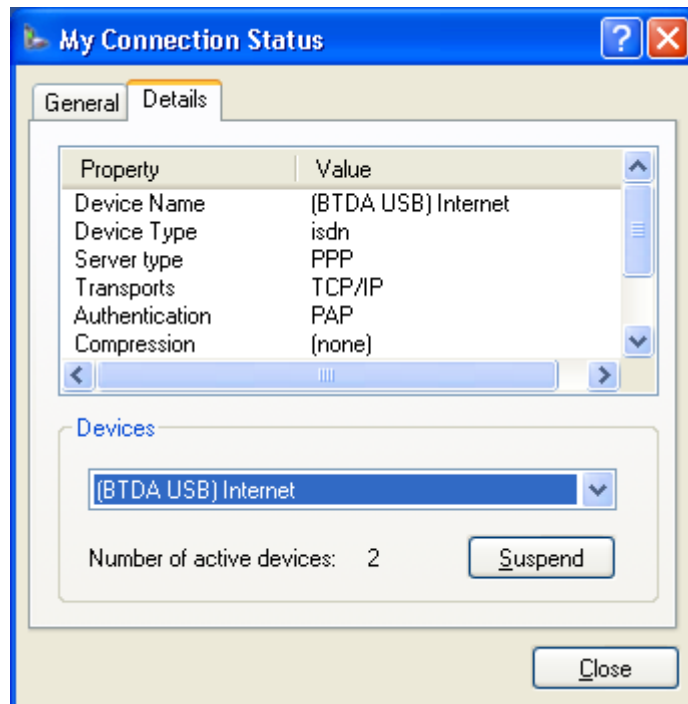 My Connection Status
General Details
Property Value
Device Name (BTDA USB) Internet
Device Type isdn
Server type PPP
Transports TCP/IP
Authentication PAP
Compression (none)
Devices
(BTDA USB) Internet
Number of active devices: 2 Suspend
Close